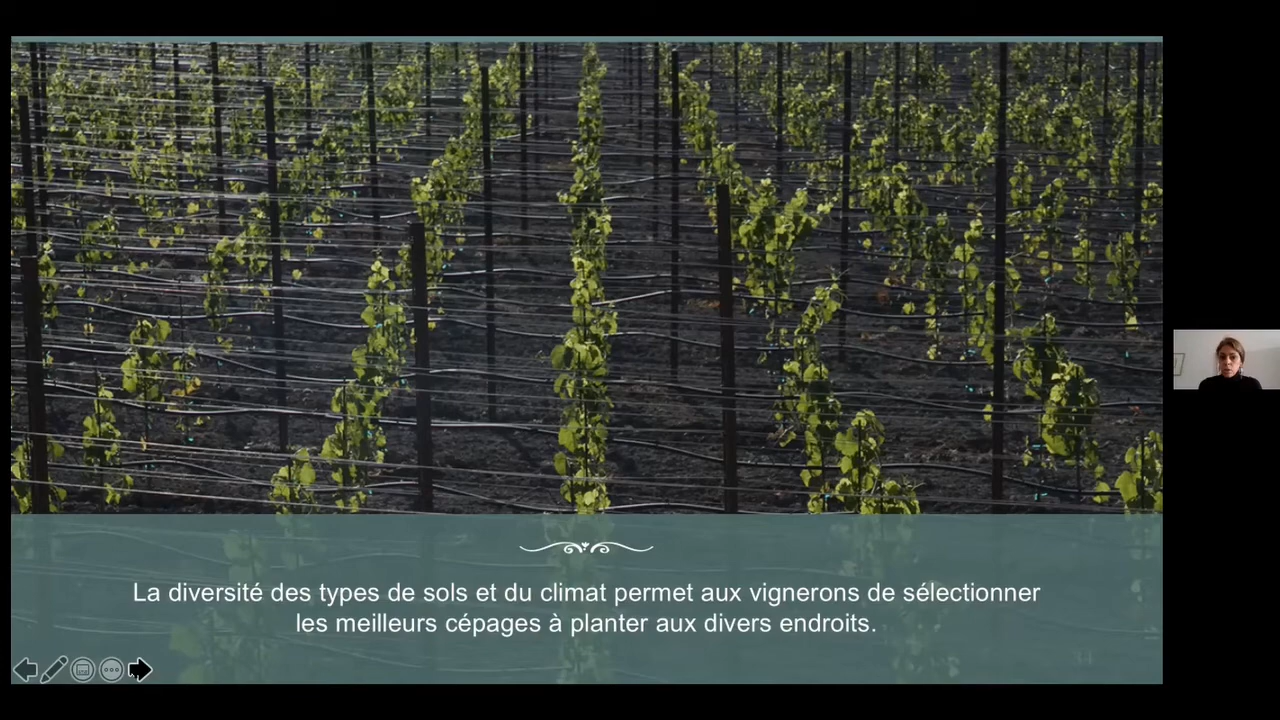 La diversité des types de sols et du climat permet aux vignerons de sélectionner
les meilleurs cépages à planter aux divers endroits.